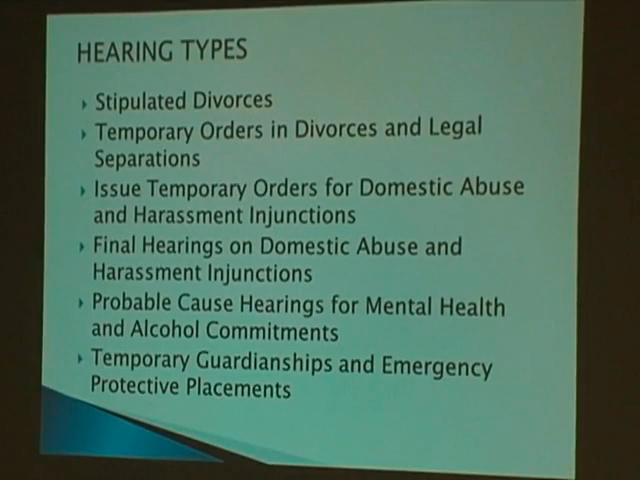 HEARING TYPES
Stipulated Divorces
Temporary Orders in Divorces and Legal
Separations
Issue Temporary Orders for Domestic Abuse
and Harassment Injunctions
Final Hearings on Domestic Abuse and
Harassment Injunctions
Probable Cause Hearings for Mental Health
and Alcohol Commitments
Temporary Guardianships and Emergency
Protective Placements